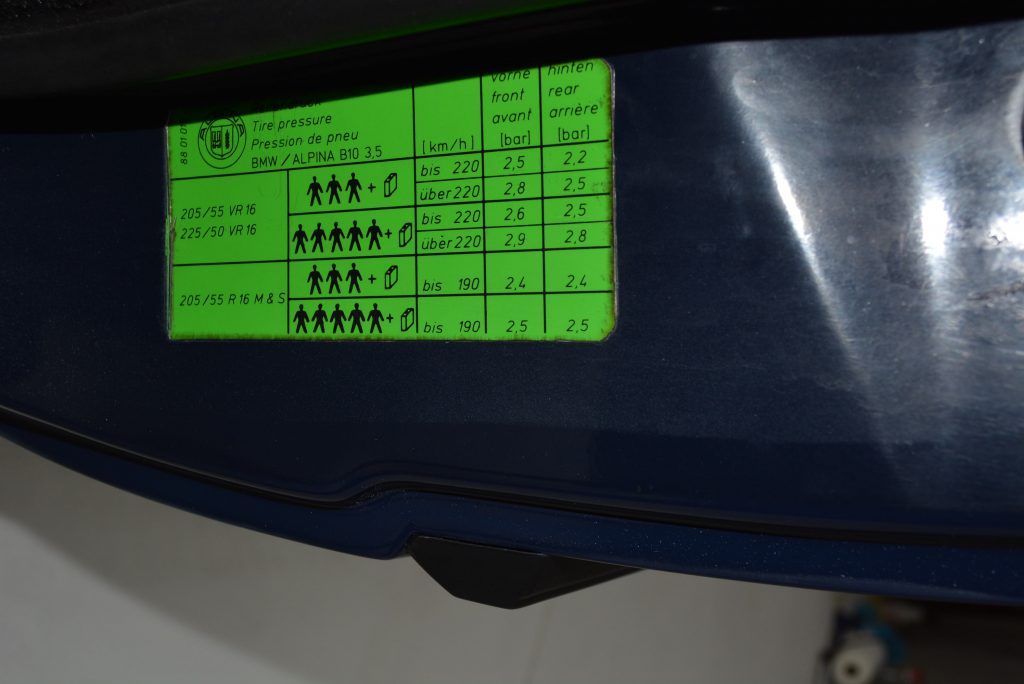 vorne hinten
front rear
Tire pressure avant arrière
Pression de pneu
BMW / ALPINA B10 3,5 [km/h] [bar] [bar]
205/55 VR 16
225/50 VR 16
+ bis 220 2,5 2,2
über 220 2,8 2,5
+ bis 220 2,6 2,5
über 220 2,9 2,8
205/55 R 16 M & S + bis 190 2,4 2,4
+ bis 190 2,5 2,5